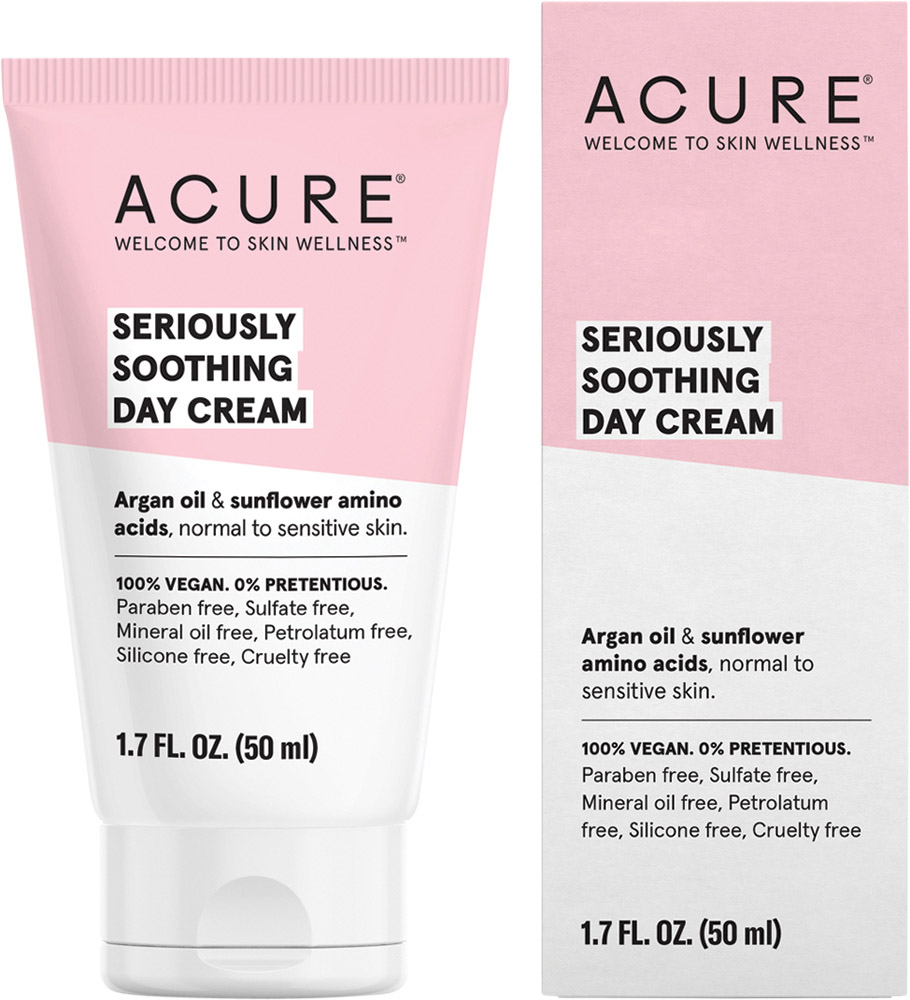 ACURE®
WELCOME TO SKIN WELLNESS™
SERIOUSLY
SOOTHING
DAY CREAM
Argan oil & sunflower amino
acids, normal to sensitive skin.
100% VEGAN. 0% PRETENTIOUS.
Paraben free, Sulfate free,
Mineral oil free, Petrolatum free,
Silicone free, Cruelty free
1.7 FL. OZ. (50 ml)
ACURE®
WELCOME TO SKIN WELLNESS™
SERIOUSLY
SOOTHING
DAY CREAM
Argan oil & sunflower
amino acids, normal to
sensitive skin.
100% VEGAN. 0% PRETENTIOUS.
Paraben free, Sulfate free,
Mineral oil free, Petrolatum
free, Silicone free, Cruelty free
1.7 FL. OZ. (50 ml)